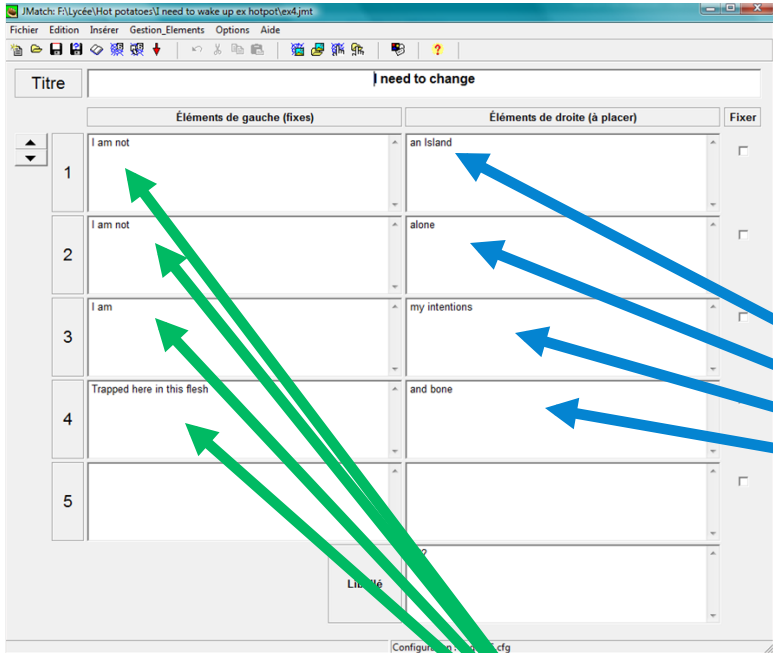 JMatch: F:\Lycée\Hot potatoes\I need to wake up ex hotpot\ex4.jmt
Fichier Edition Insérer Gestion_Elements Options Aide
Titre I need to change
Éléments de gauche (fixes) Éléments de droite (à placer) Fixer
1 I am not an Island
2 I am not alone
3 I am my intentions
4 Trapped here in this flesh and bone
5
Configuration : .cfg